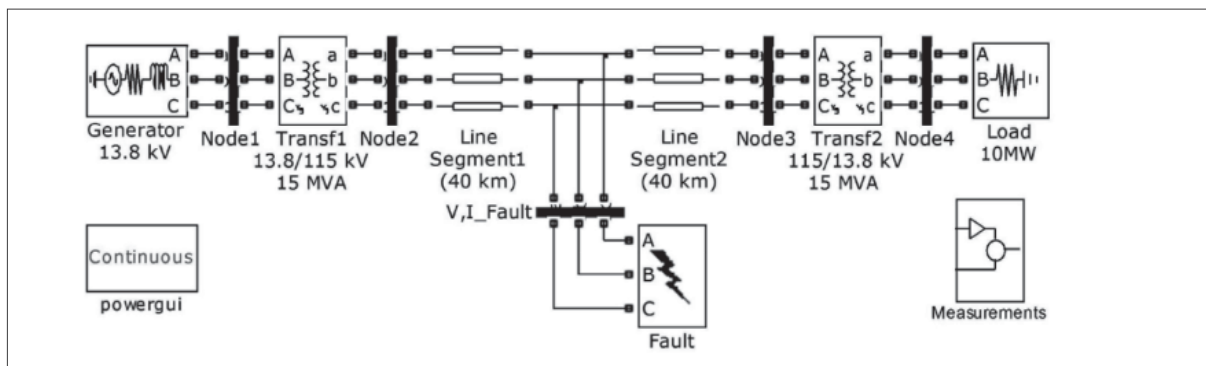 A
B
C
Generator
13.8 kV
Node1
A a
B b
C c
Transf1
13.8/115 kV
15 MVA
Node2
Line
Segment1
(40 km)
Line
Segment2
(40 km)
Node3
A a
B b
C c
Transf2
115/13.8 kV
15 MVA
Node4
A
B
C
Load
10MW
V,I_Fault
A
B
C
Fault
Continuous
powergui
Measurements